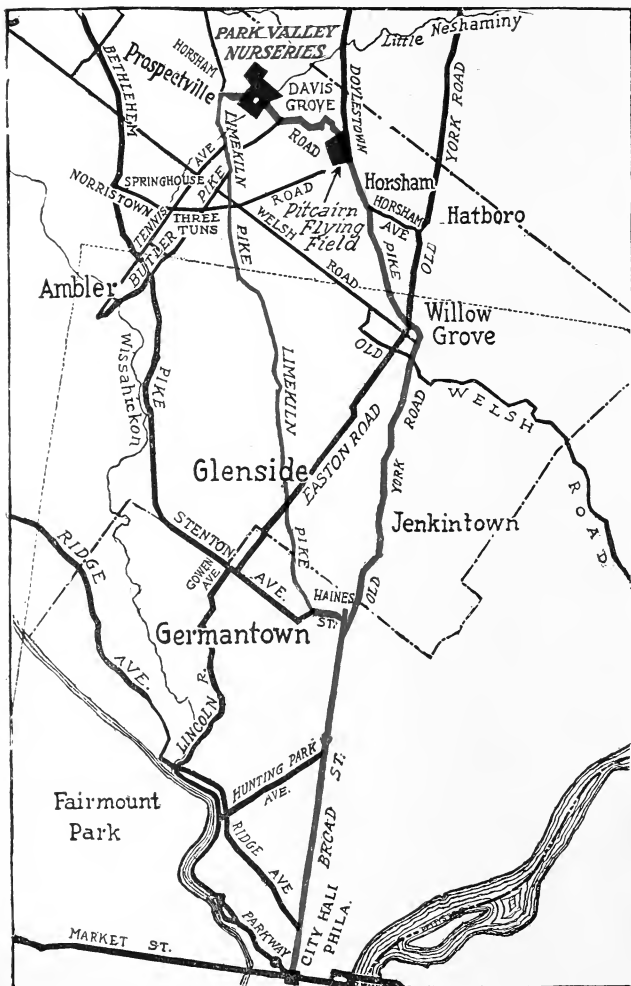 PARK VALLEY
NURSERIES
HORSHAM
Little Neshaminy
Prospectville
BETHLEHEM
DAVIS
GROVE
ROAD
DOYLESTOWN
YORK ROAD
LYMEKILN
AVE
SPRINGHOUSE
NORRISTOWN
TENNIS
PIKE
THREE
TUNS
ROAD
Horsham
HORSHAM
AVE
Hatboro
Pitcairn
Flying
Field
BUTLER
WELSH
ROAD
PIKE
PIKE
OLD
Ambler
Willow
Grove
Wissahickon
PIKE
OLD
LIMEKILN
WELSH
ROAD
ROAD
EASTON ROAD
YORK
Glenside
Jenkintown
RIDGE
STENTON
AVE.
GOWEN
AVE
PIKE
HAINES
ST.
OLD
Germantown
AVE.
LINCOLN
R.
HUNTING PARK
AVE.
ST.
Fairmount
Park
RIDGE
AVE
BROAD
CITY HALL
PHILA.
PARKWAY
MARKET ST.